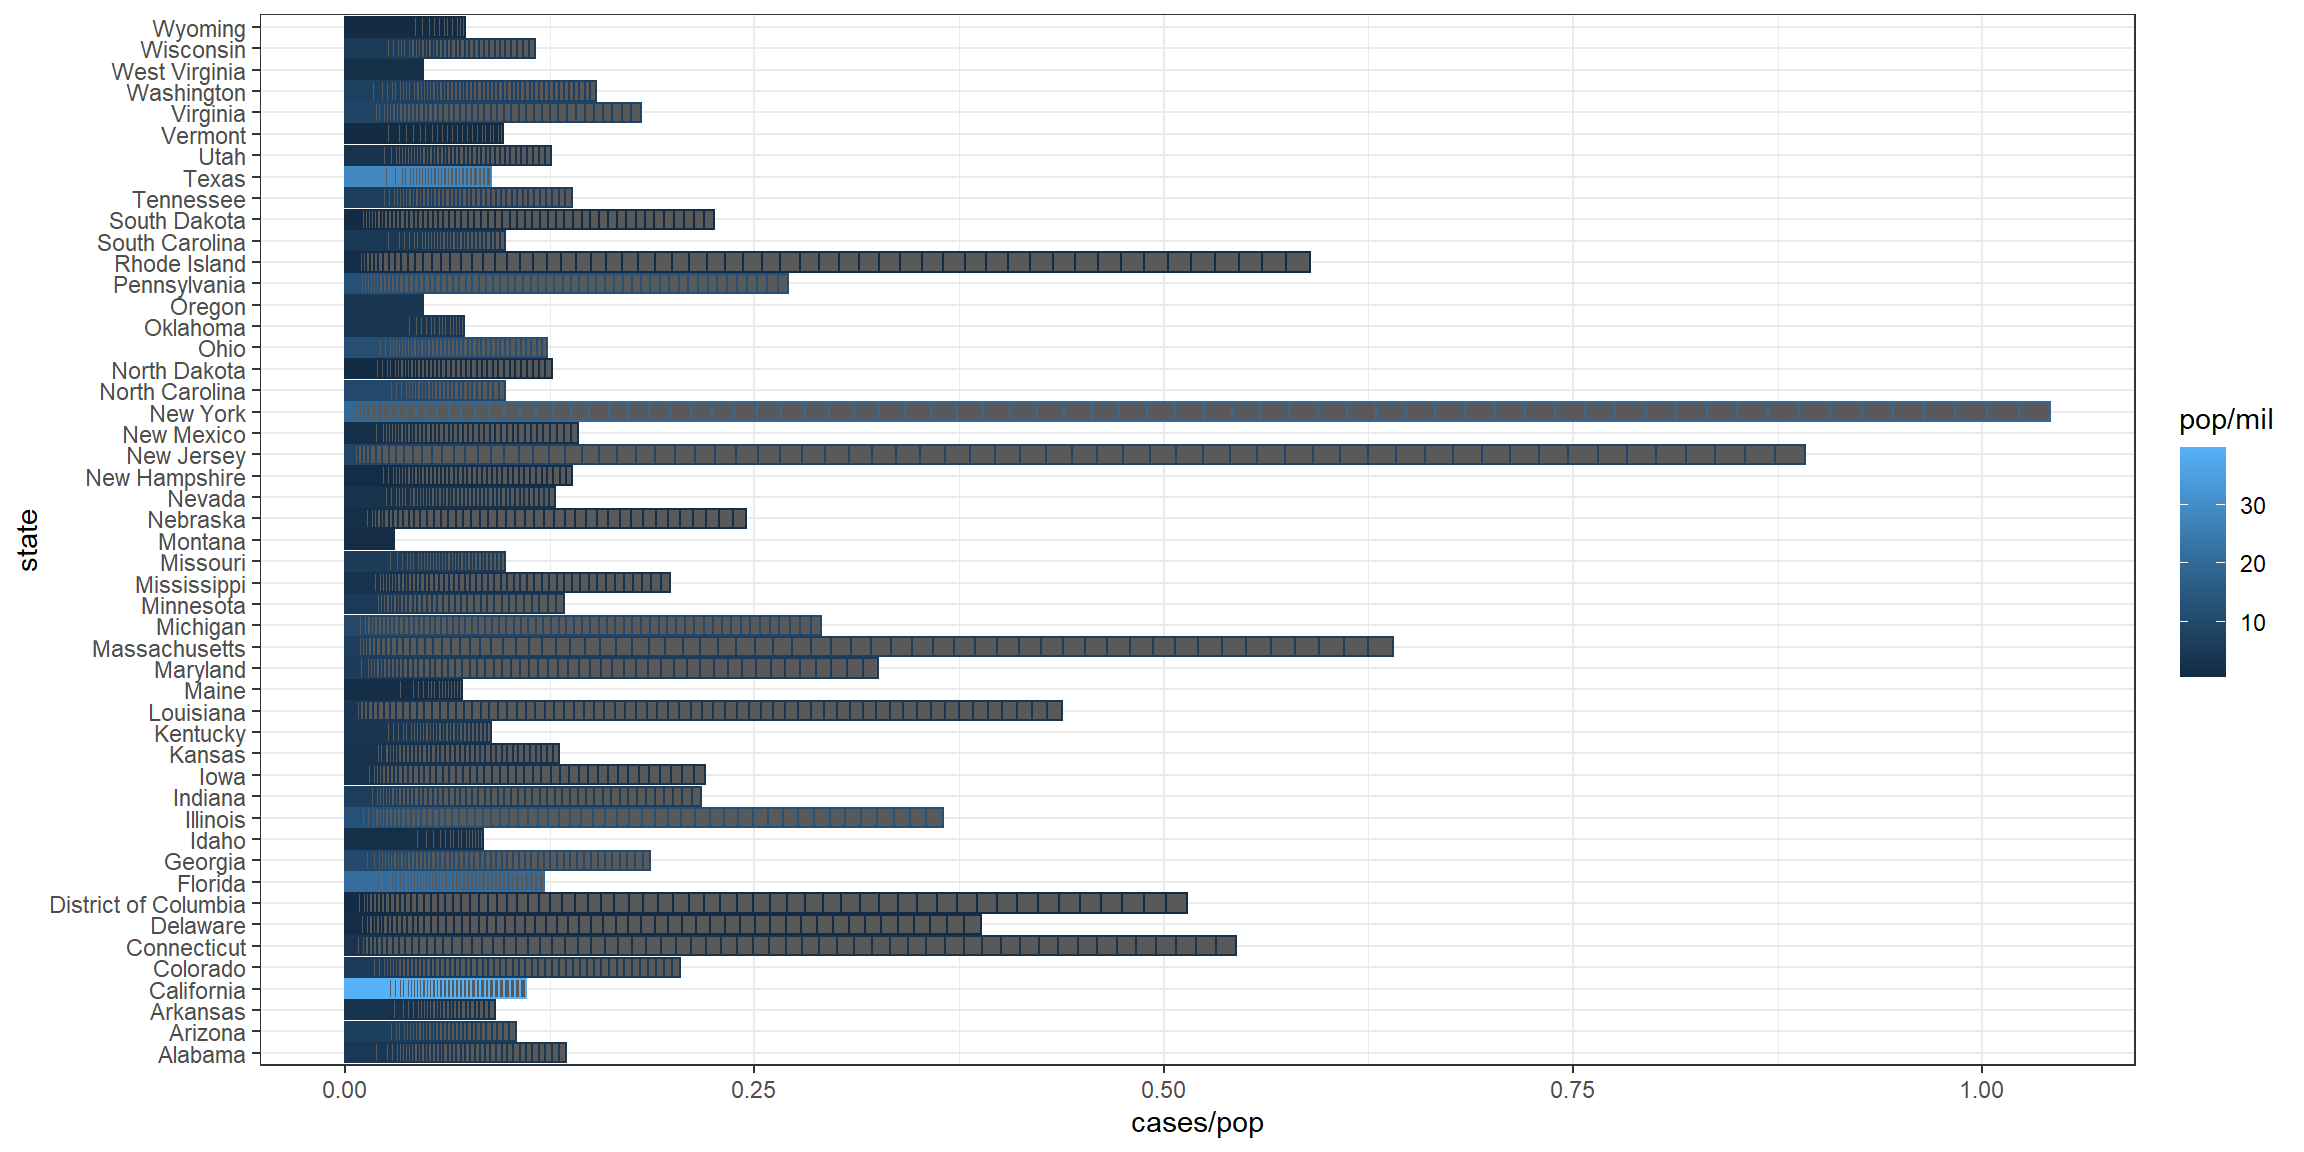 Wyoming
Wisconsin
West Virginia
Washington
Virginia
Vermont
Utah
Texas
Tennessee
South Dakota
South Carolina
Rhode Island
Pennsylvania
Oregon
Oklahoma
Ohio
North Dakota
North Carolina
New York
New Mexico
New Jersey
New Hampshire
Nevada
Nebraska
Montana
Missouri
Mississippi
Minnesota
Michigan
Massachusetts
Maryland
Maine
Louisiana
Kentucky
Kansas
Iowa
Indiana
Illinois
Idaho
Georgia
Florida
District of Columbia
Delaware
Connecticut
Colorado
California
Arkansas
Arizona
Alabama
state
0.00 0.25 0.50 0.75 1.00
cases/pop
pop/mil
30
20
10